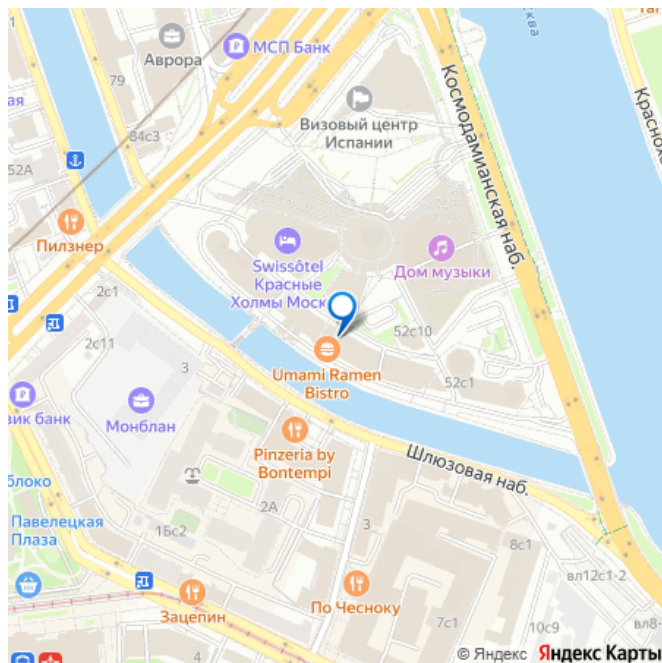 Аврора
МСП Банк
79
84с3
Визовый центр
Испании
Космодамианская наб.
52А
Пилзнер
Swissôtel
Красные
Холмы Моск
Дом музыки
2с1
52с10
2с11
3
Umami Ramen
Bistro
52с1
Монблан
Pinzeria by
Bontempi
Шлюзовая наб.
Павелецкая
Плаза
2А
1Бс2
3
8с1
вл12с1-2
Зацепин
По Чесноку
7с1
10с9
вл8-
© Яндекс Яндекс Карты